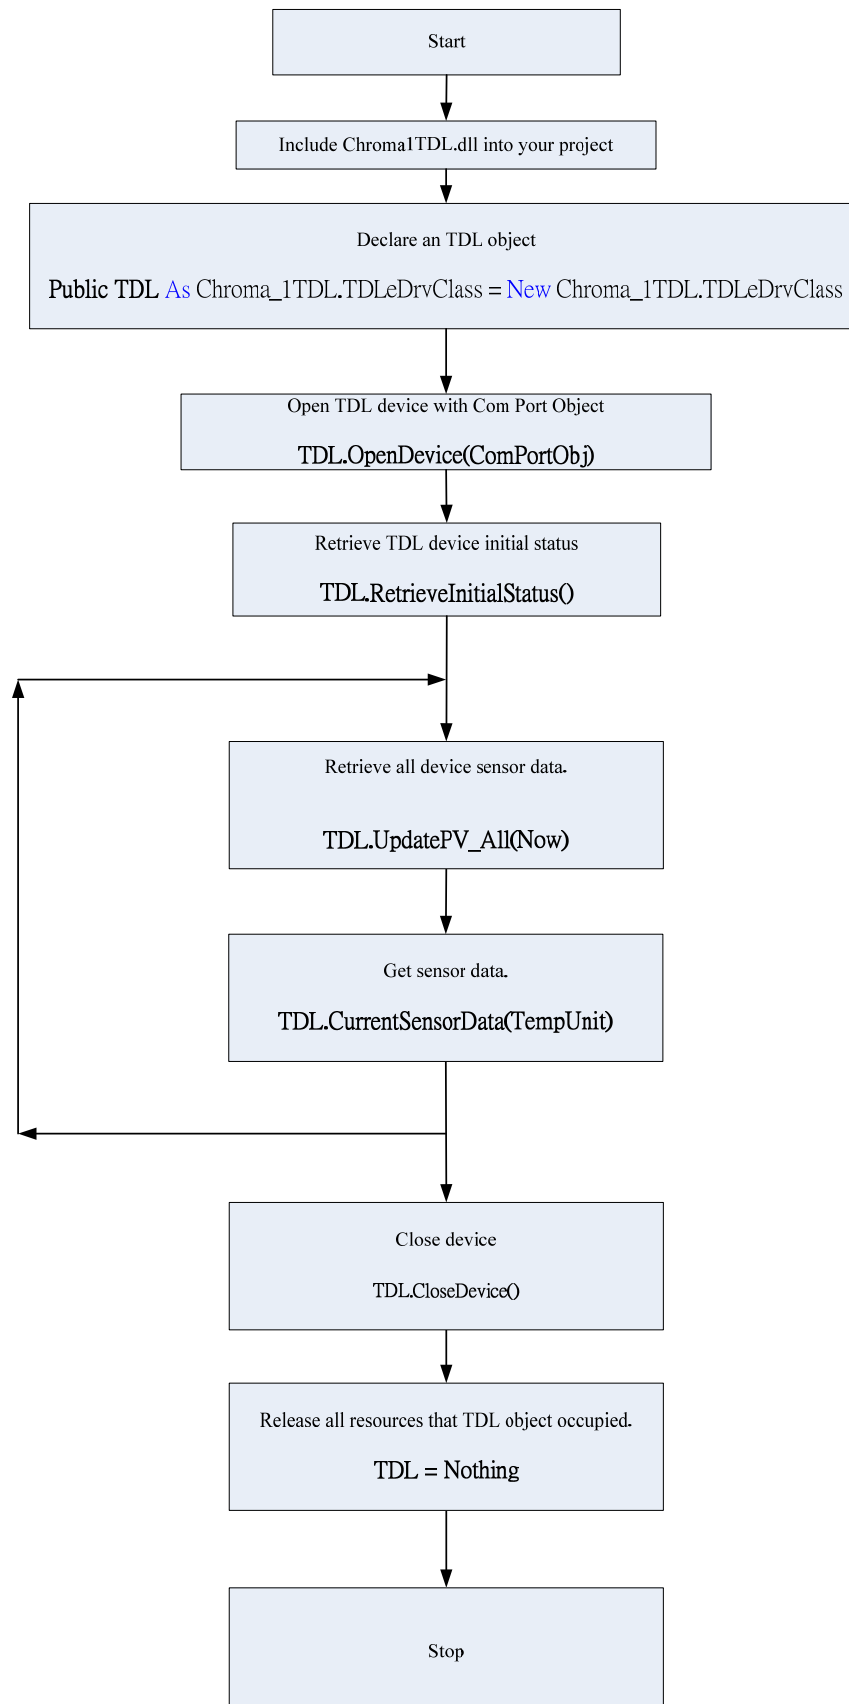 Start
Include Chroma1TDL.dll into your project
Declare an TDL object
Public TDL As Chroma_1TDL.TDLeDrvClass = New Chroma_1TDL.TDLeDrvClass
Open TDL device with Com Port Object
TDL.OpenDevice(ComPortObj)
Retrieve TDL device initial status
TDL.RetrieveInitialStatus()
Retrieve all device sensor data.
TDL.UpdatePV_All(Now)
Get sensor data.
TDL.CurrentSensorData(TempUnit)
Close device
TDL.CloseDevice()
Release all resources that TDL object occupied.
TDL = Nothing
Stop